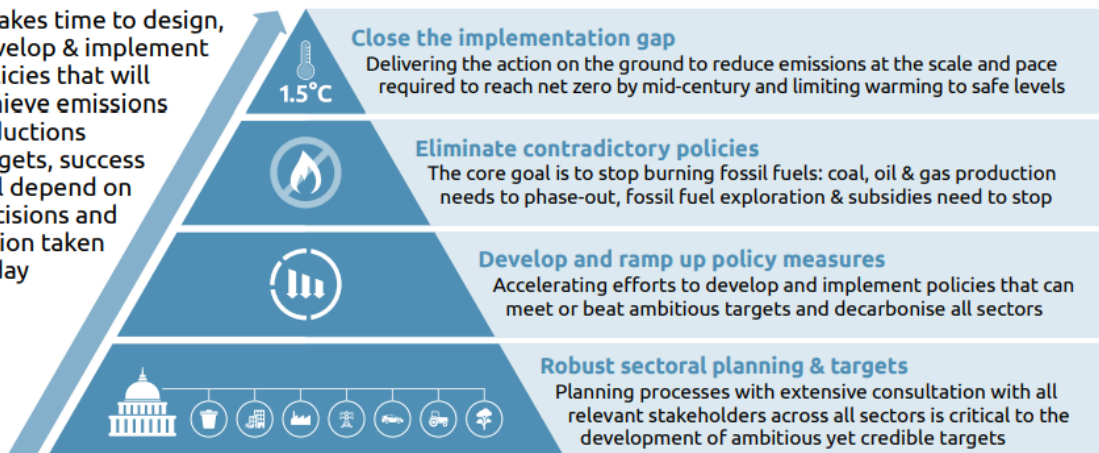 akes time to design,
velop & implement
icies that will
ieve emissions
uctions
gets, success
l depend on
cisions and
ion taken
day
1.5°C
Close the implementation gap
Delivering the action on the ground to reduce emissions at the scale and pace
required to reach net zero by mid-century and limiting warming to safe levels
Eliminate contradictory policies
The core goal is to stop burning fossil fuels: coal, oil & gas production
needs to phase-out, fossil fuel exploration & subsidies need to stop
Develop and ramp up policy measures
Accelerating efforts to develop and implement policies that can
meet or beat ambitious targets and decarbonise all sectors
Robust sectoral planning & targets
Planning processes with extensive consultation with all
relevant stakeholders across all sectors is critical to the
development of ambitious yet credible targets